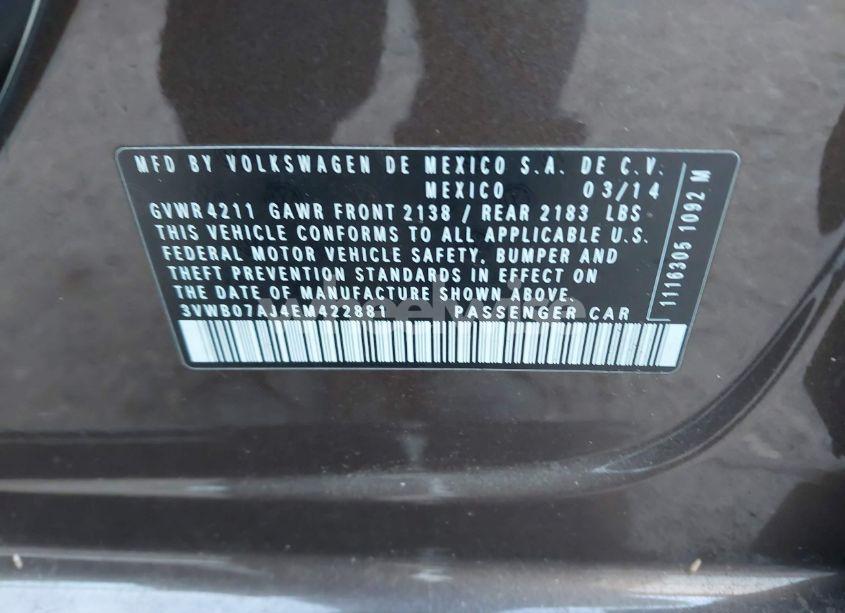 MFD BY VOLKSWAGEN DE MEXICO S.A. DE C.V.
MEXICO 03/14
GVWR 4211 GAWR FRONT 2138 / REAR 2183 LBS
THIS VEHICLE CONFORMS TO ALL APPLICABLE U.S.
FEDERAL MOTOR VEHICLE SAFETY, BUMPER AND
THEFT PREVENTION STANDARDS IN EFFECT ON
THE DATE OF MANUFACTURE SHOWN ABOVE.
3VWB07AJ4EM422881 PASSENGER CAR
1116305 1092 M